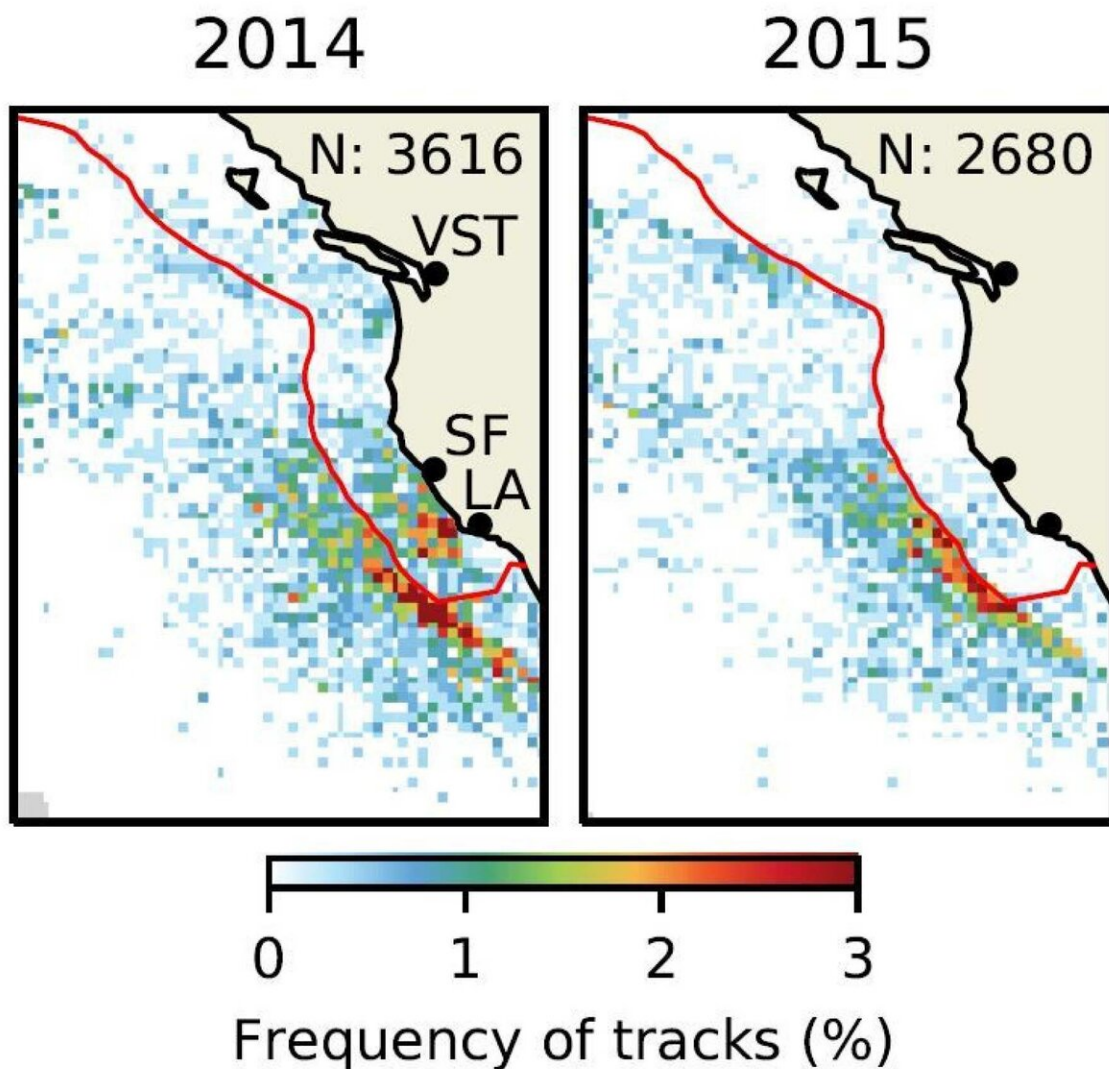 2014
2015
N: 3616
N: 2680
VST
SF
LA
0 1 2 3
Frequency of tracks (%)